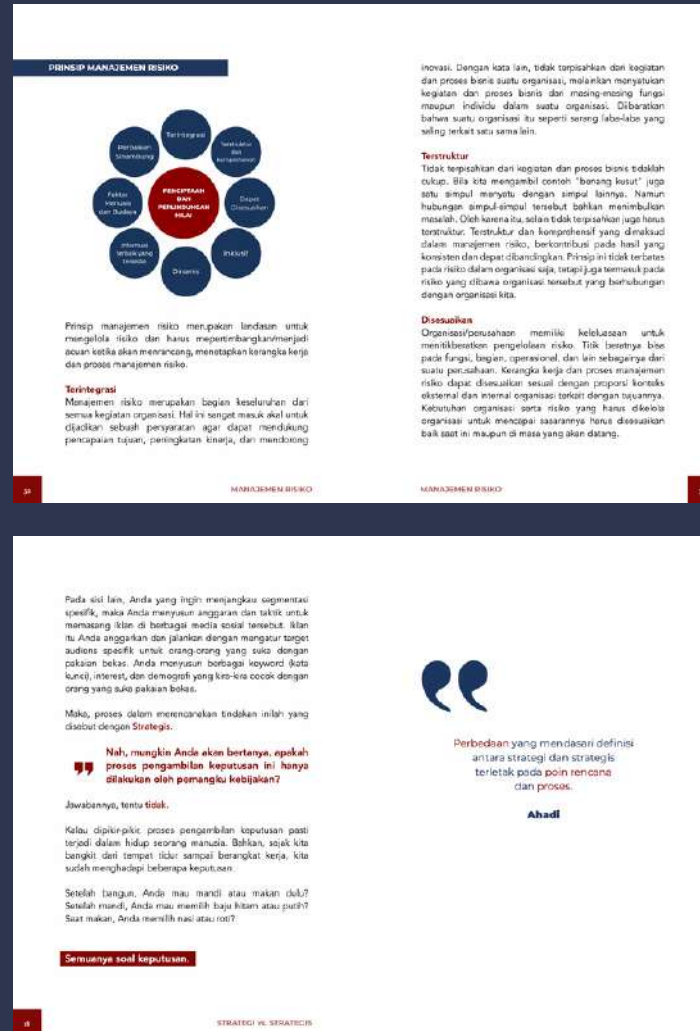 PRINSIP MANAJEMEN RISIKO
Terintegrasi
Terstruktur
dan
komprehensif
Dapat
Disesuaikan
Inklusif
Dinamis
Informasi
terbaik yang
tersedia
Faktor
Manusia
dan Budaya
Perbaikan
Sinambung
PENCIPTAAN
DAN
PERLINDUNGAN
NILAI
Prinsip manajemen risiko merupakan landasan untuk
mengelola risiko dan harus mepertimbangkan/menjadi
acuan ketika akan menrancang, menetapkan kerangka kerja
dan proses manajemen risiko.
Terintegrasi
Manajemen risiko merupakan bagian keseluruhan dari
semua kegiatan organisasi. Hal ini sangat masuk akal untuk
dijadikan sebuah persyaratan agar dapat mendukung
pencapaian tujuan, peningkatan kinerja, dan mendorong
MANAJEMEN RISIKO
inovasi. Dengan kata lain, tidak terpisahkan dari kegiatan
dan proses bisnis suatu organisasi, melainkan menyatukan
kegiatan dan proses bisnis dari masing-masing fungsi
maupun individu dalam suatu organisasi. Diibaratkan
bahwa suatu organisasi itu seperti sarang laba-laba yang
saling terkait satu sama lain.
Terstruktur
Tidak terpisahkan dari kegiatan dan proses bisnis tidaklah
cukup. Bila kita mengambil contoh "benang kusut" juga
satu simpul menyatu dengan simpul lainnya. Namun
hubungan simpul-simpul tersebut bahkan menimbulkan
masalah. Oleh karena itu, selain tidak terpisahkan juga harus
terstruktur. Terstruktur dan komprehensif yang dimaksud
dalam manajemen risiko, berkontribusi pada hasil yang
konsisten dan dapat dibandingkan. Prinsip ini tidak terbatas
pada risiko dalam organisasi saja, tetapi juga termasuk pada
risiko yang dibawa organisasi tersebut yang berhubungan
dengan organisasi kita.
Disesuaikan
Organisasi/perusahaan memiliki keleluasaan untuk
menitikberatkan pengelolaan risiko. Titik beratnya bisa
pada fungsi, bagian, operasional, dan lain sebagainya dari
suatu perusahaan. Kerangka kerja dan proses manajemen
risiko dapat disesuaikan sesuai dengan proporsi konteks
eksternal dan internal organisasi terkait dengan tujuannya.
Kebutuhan organisasi serta risiko yang harus dikelola
organisasi untuk mencapai sasarannya harus disesuaikan
baik saat ini maupun di masa yang akan datang.
MANAJEMEN RISIKO
Pada sisi lain, Anda yang ingin menjangkau segmentasi
spesifik, maka Anda menyusun anggaran dan taktik untuk
memasang iklan di berbagai media sosial tersebut. Iklan
itu Anda anggarkan dan jalankan dengan mengatur target
audiens spesifik untuk orang-orang yang suka dengan
pakaian bekas. Anda menyusun berbagai keyword (kata
kunci), interest, dan demografi yang kira-kira cocok dengan
orang yang suka pakaian bekas.
Maka, proses dalam merencanakan tindakan inilah yang
disebut dengan Strategis.
Nah, mungkin Anda akan bertanya, apakah
proses pengambilan keputusan ini hanya
dilakukan oleh pemangku kebijakan?
Jawabannya, tentu tidak.
Kalau dipikir-pikir, proses pengambilan keputusan pasti
terjadi dalam hidup seorang manusia. Bahkan, sejak kita
bangkit dari tempat tidur sampai berangkat kerja, kita
sudah menghadapi beberapa keputusan.
Setelah bangun, Anda mau mandi atau makan dulu?
Setelah mandi, Anda mau memilih baju hitam atau putih?
Saat makan, Anda memilih nasi atau roti?
Semuanya soal keputusan.
STRATEGI vs. STRATEGIS
Perbedaan yang mendasari definisi
antara strategi dan strategis
terletak pada poin rencana
dan proses.
Ahadi